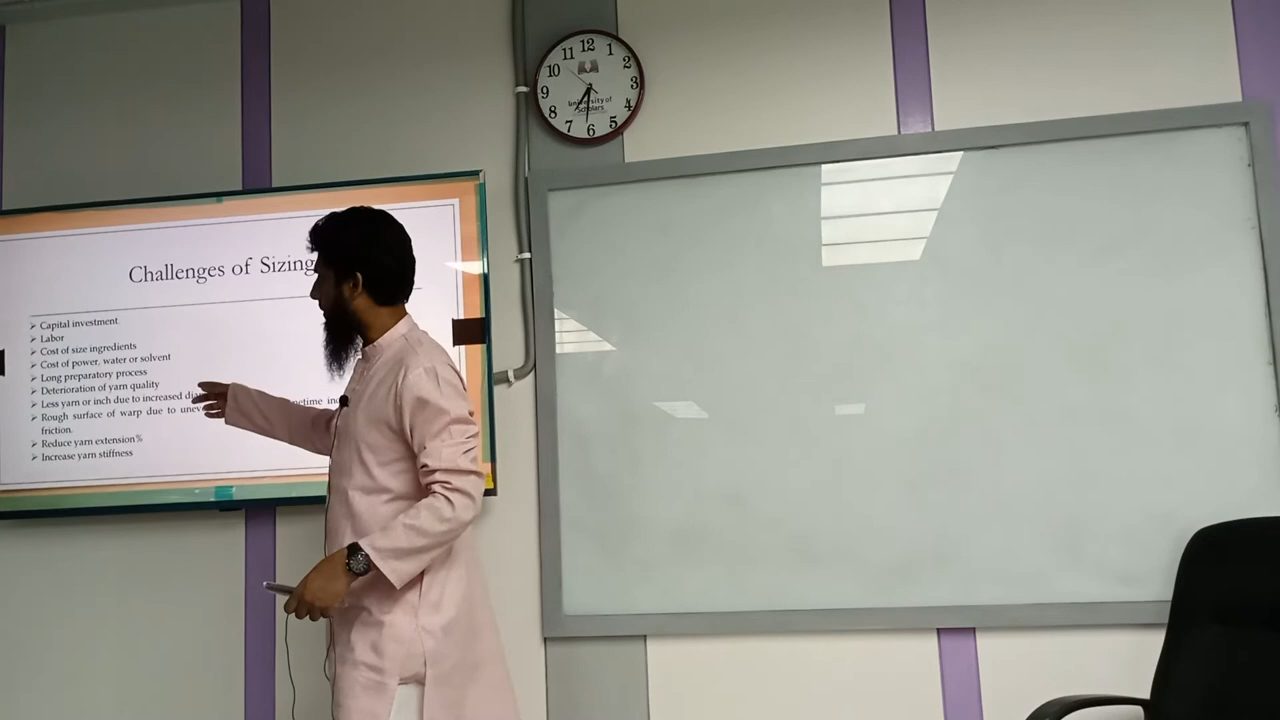 12
11
1
10
2
9
3
8
4
7
5
6
University of
Scholars
Challenges of Sizing
➢ Capital investment.
➢ Labor
➢ Cost of size ingredients
➢ Cost of power, water or solvent
➢ Long preparatory process
➢ Deterioration of yarn quality
➢ Less yarn or inch due to increased
➢ Rough surface of warp due to
friction.
➢ Reduce yarn extension%
➢ Increase yarn stiffness